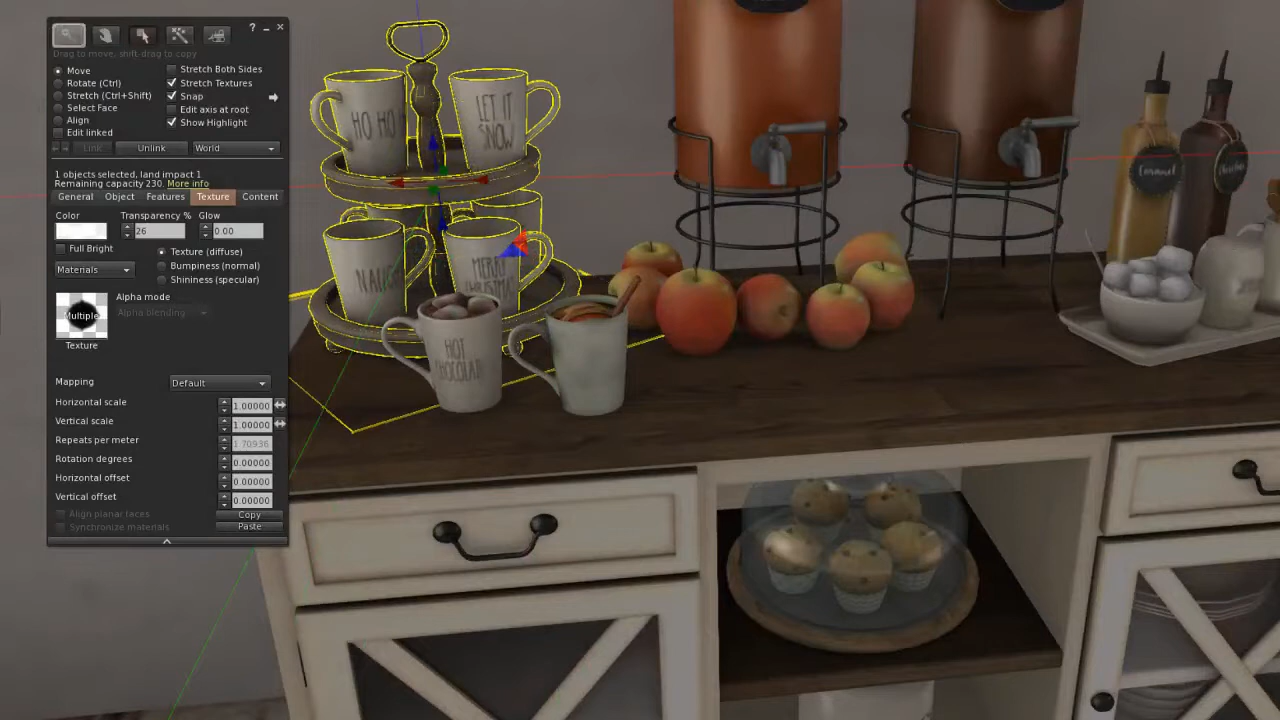 ? _ ×
Drag to move, shift-drag to copy
Move
Rotate (Ctrl)
Stretch (Ctrl+Shift)
Select Face
Align
Edit linked
Stretch Both Sides
Stretch Textures
Snap
Edit axis at root
Show Highlight
Link
Unlink
World
1 objects selected, land impact 1
Remaining capacity 230. More info
General Object Features Texture Content
Color
Transparency %
Glow
26
0.00
Full Bright
Texture (diffuse)
Bumpiness (normal)
Shininess (specular)
Materials
Alpha mode
Alpha blending
Multiple
Texture
Mapping
Default
Horizontal scale
1.00000
Vertical scale
1.00000
Repeats per meter
1.70936
Rotation degrees
0.00000
Horizontal offset
0.00000
Vertical offset
0.00000
Align planar faces
Copy
Synchronize materials
Paste
HO HO
LET IT
SNOW
MERRY
CHRISTMAS
HOT
Caramel